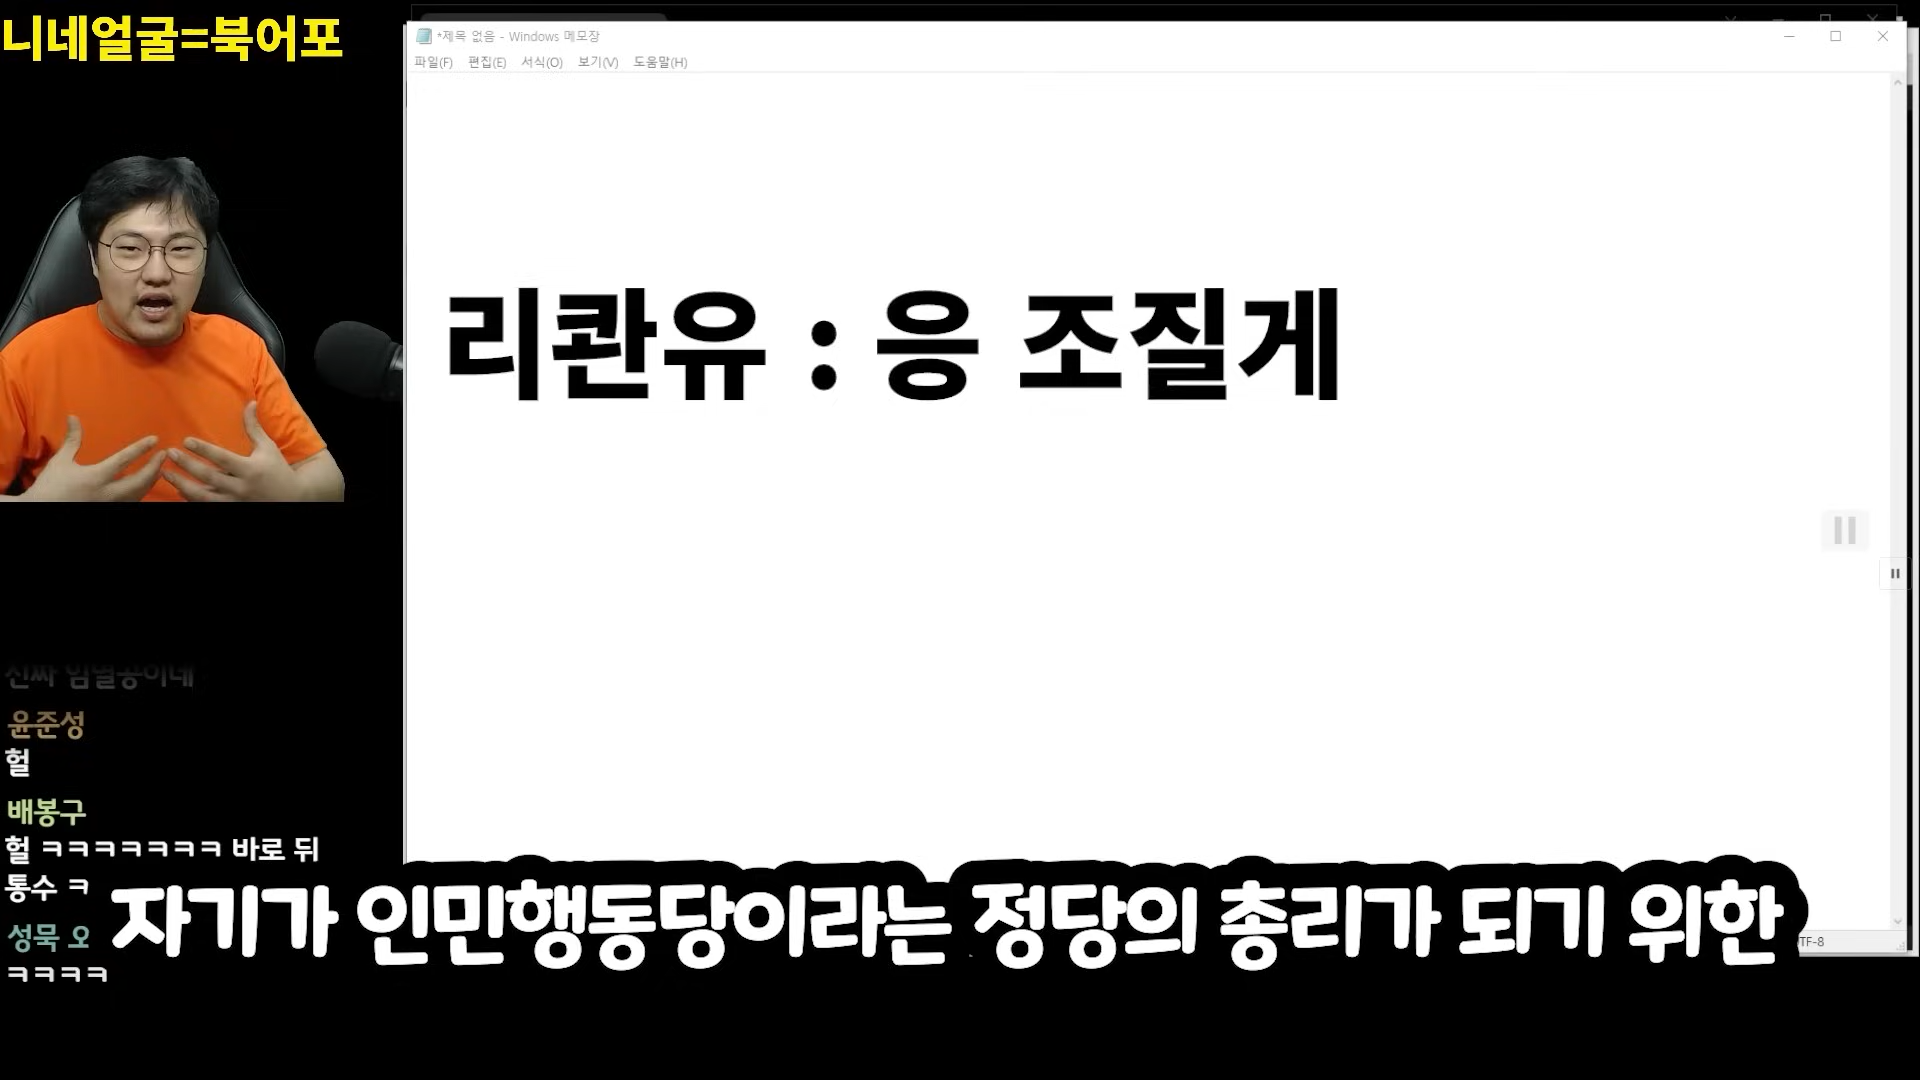 니네얼굴=북어포
*제목 없음 - Windows 메모장
파일(F) 편집(E) 서식(O) 보기(V) 도움말(H)
리콴유 : 응 조질게
윤준성
헐
배봉구
헐 ㅋㅋㅋㅋㅋㅋㅋ 바로 뒤
통수 ㅋ
성묵 오
ㅋㅋㅋㅋ
자기가 인민행동당이라는 정당의 총리가 되기 위한
TF-8